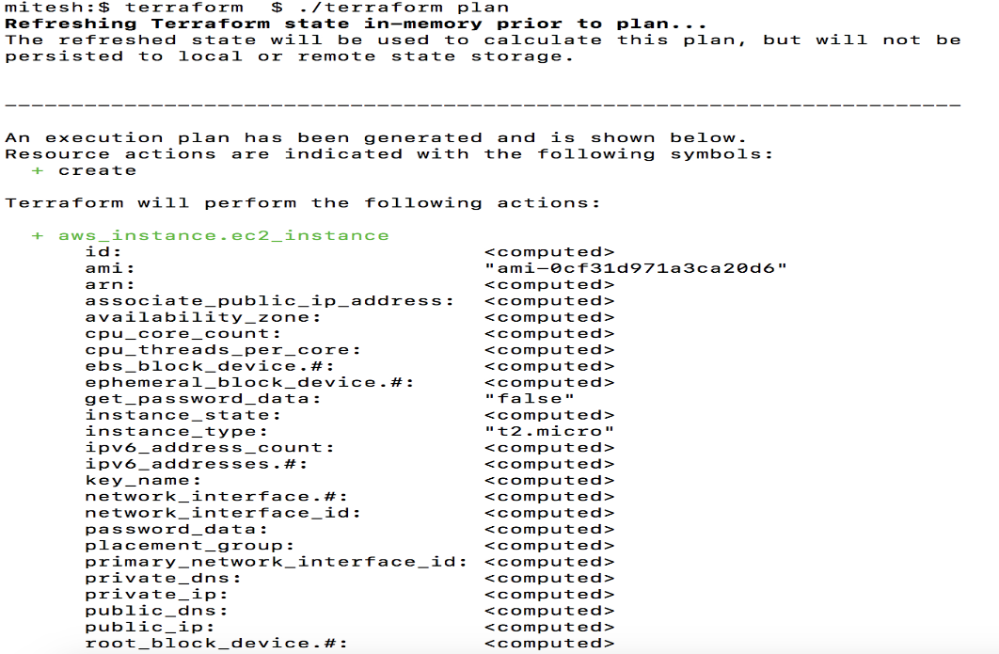 mitesh:$ terraform  $ ./terraform plan
Refreshing Terraform state in-memory prior to plan...
The refreshed state will be used to calculate this plan, but will not be
persisted to local or remote state storage.
------------------------------------------------------------------------
An execution plan has been generated and is shown below.
Resource actions are indicated with the following symbols:
  + create
Terraform will perform the following actions:
  + aws_instance.ec2_instance
      id:                           <computed>
      ami:                          "ami-0cf31d971a3ca20d6"
      arn:                          <computed>
      associate_public_ip_address:  <computed>
      availability_zone:            <computed>
      cpu_core_count:               <computed>
      cpu_threads_per_core:         <computed>
      ebs_block_device.#:           <computed>
      ephemeral_block_device.#:     <computed>
      get_password_data:            "false"
      instance_state:               <computed>
      instance_type:                "t2.micro"
      ipv6_address_count:           <computed>
      ipv6_addresses.#:             <computed>
      key_name:                     <computed>
      network_interface.#:          <computed>
      network_interface_id:         <computed>
      password_data:                <computed>
      placement_group:              <computed>
      primary_network_interface_id: <computed>
      private_dns:                  <computed>
      private_ip:                   <computed>
      public_dns:                   <computed>
      public_ip:                    <computed>
      root_block_device.#:          <computed>